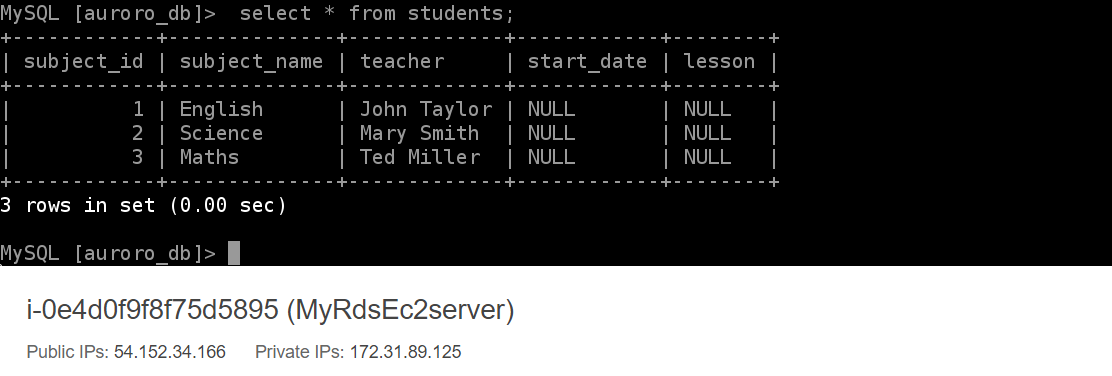 MySQL [auroro_db]>  select * from students;
+------------+--------------+-------------+------------+--------+
| subject_id | subject_name | teacher     | start_date | lesson |
+------------+--------------+-------------+------------+--------+
|          1 | English      | John Taylor | NULL       | NULL   |
|          2 | Science      | Mary Smith  | NULL       | NULL   |
|          3 | Maths        | Ted Miller  | NULL       | NULL   |
+------------+--------------+-------------+------------+--------+
3 rows in set (0.00 sec)
MySQL [auroro_db]>
i-0e4d0f9f8f75d5895 (MyRdsEc2server)
Public IPs: 54.152.34.166 Private IPs: 172.31.89.125